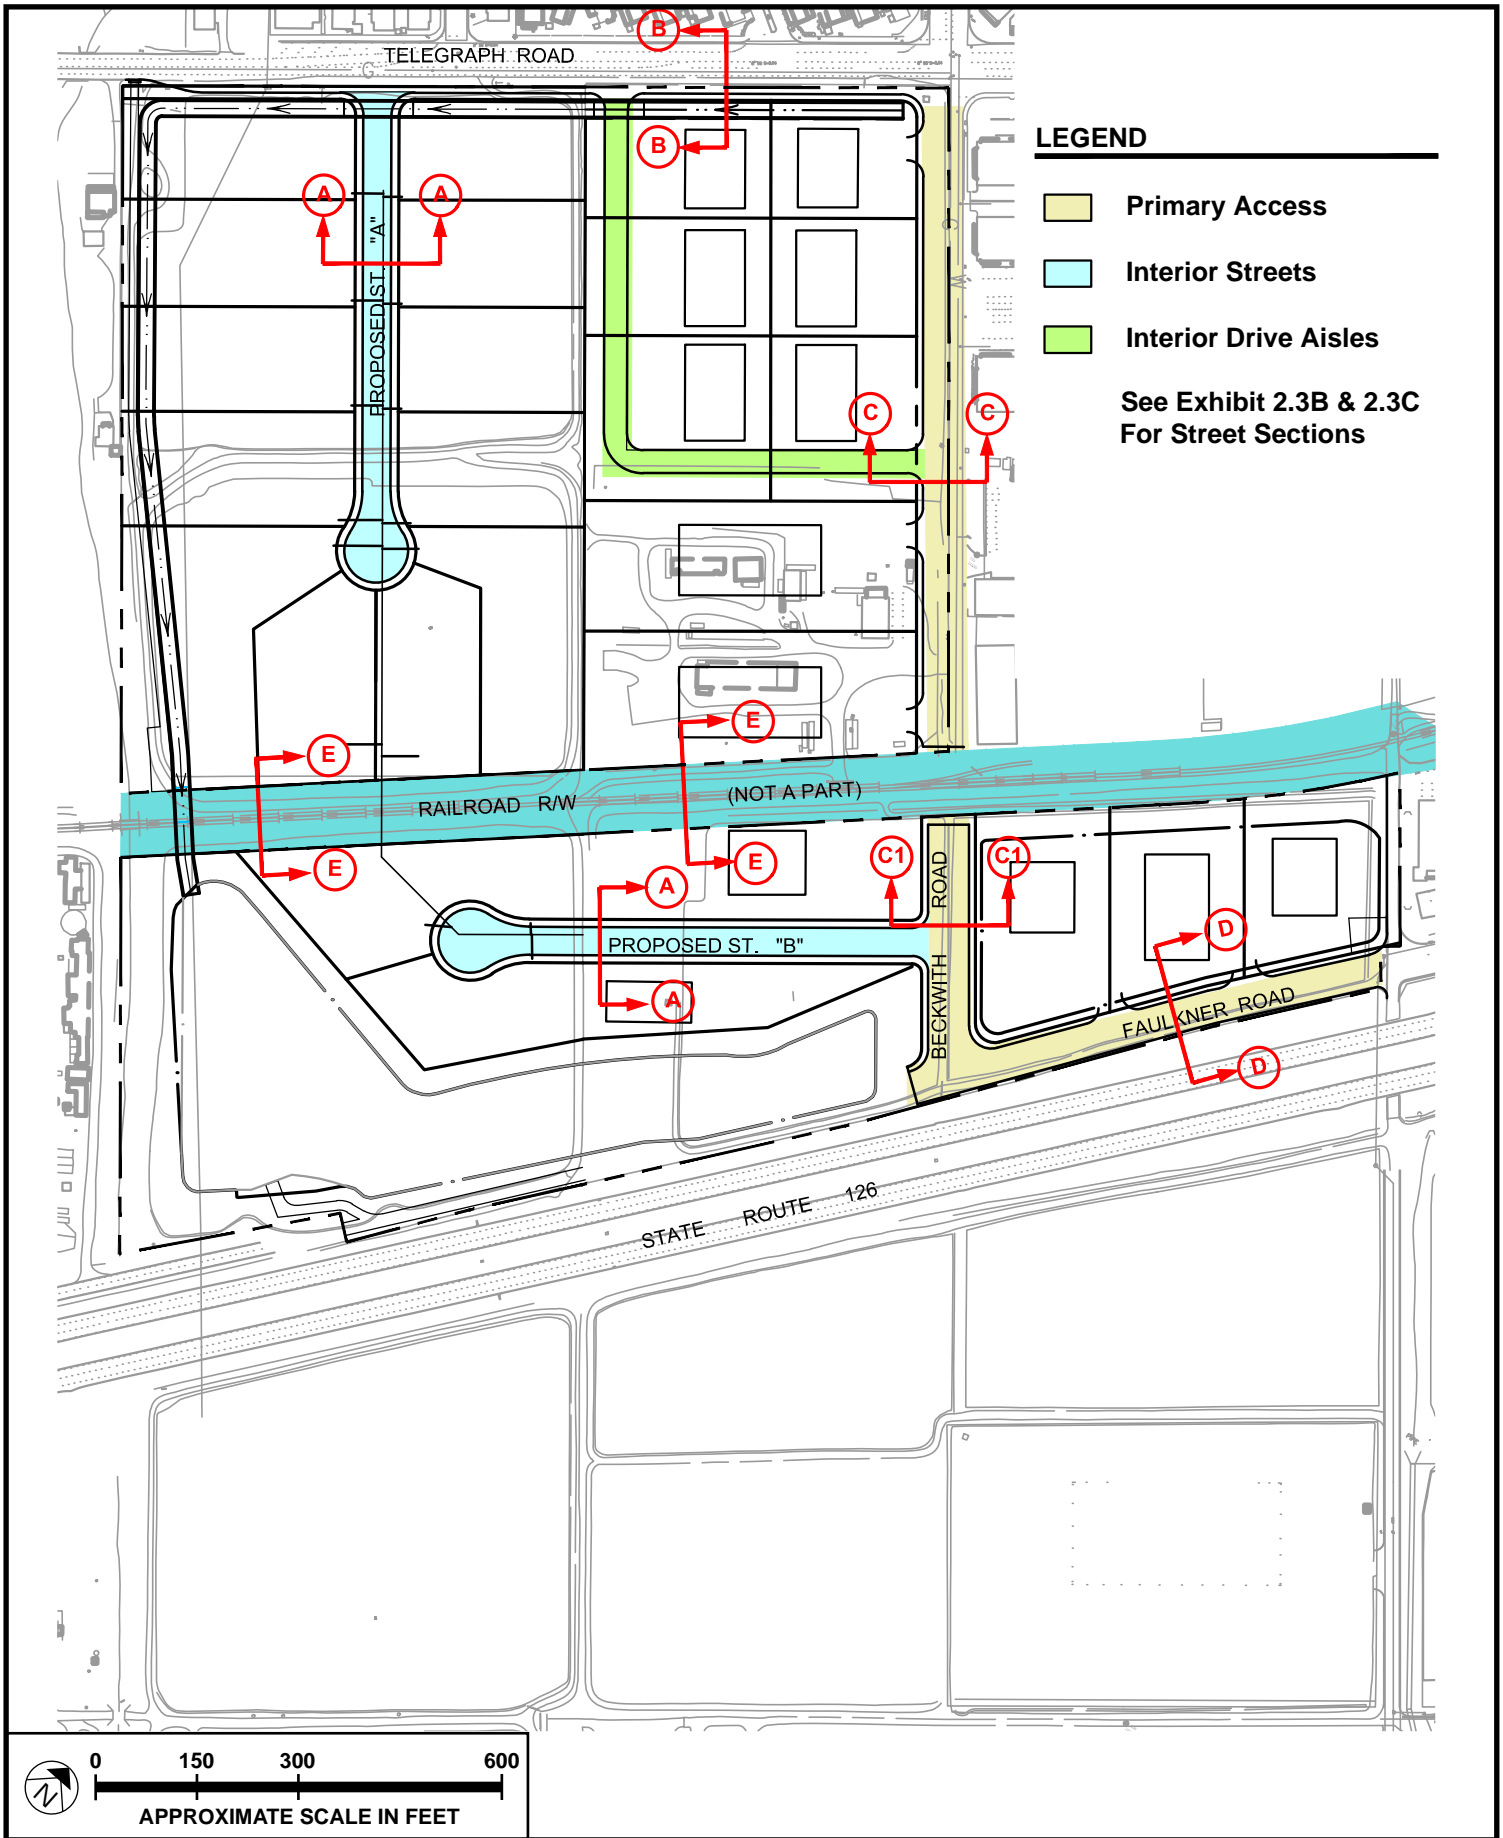 B
TELEGRAPH ROAD
B
LEGEND
A
A
Primary Access
PROPOSED ST. "A"
Interior Streets
Interior Drive Aisles
See Exhibit 2.3B & 2.3C
For Street Sections
C
C
E
E
RAILROAD R/W
(NOT A PART)
E
E
C1
C1
ROAD
A
PROPOSED ST. "B"
D
A
BECKWITH
FAULKNER ROAD
D
STATE ROUTE 126
N
0 150 300 600
APPROXIMATE SCALE IN FEET